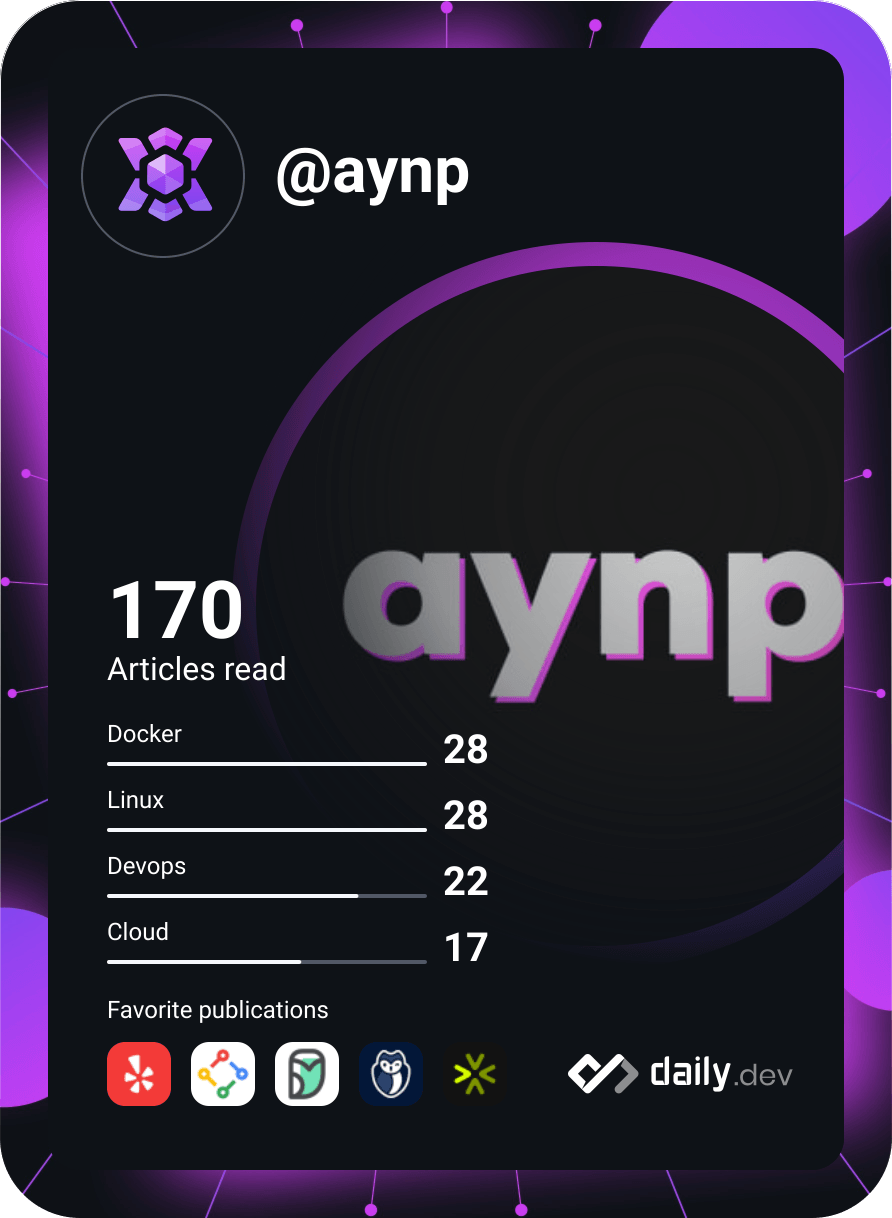 @aynp
aynp
170
Articles read
Docker
28
Linux
28
Devops
22
Cloud
17
Favorite publications
daily.dev